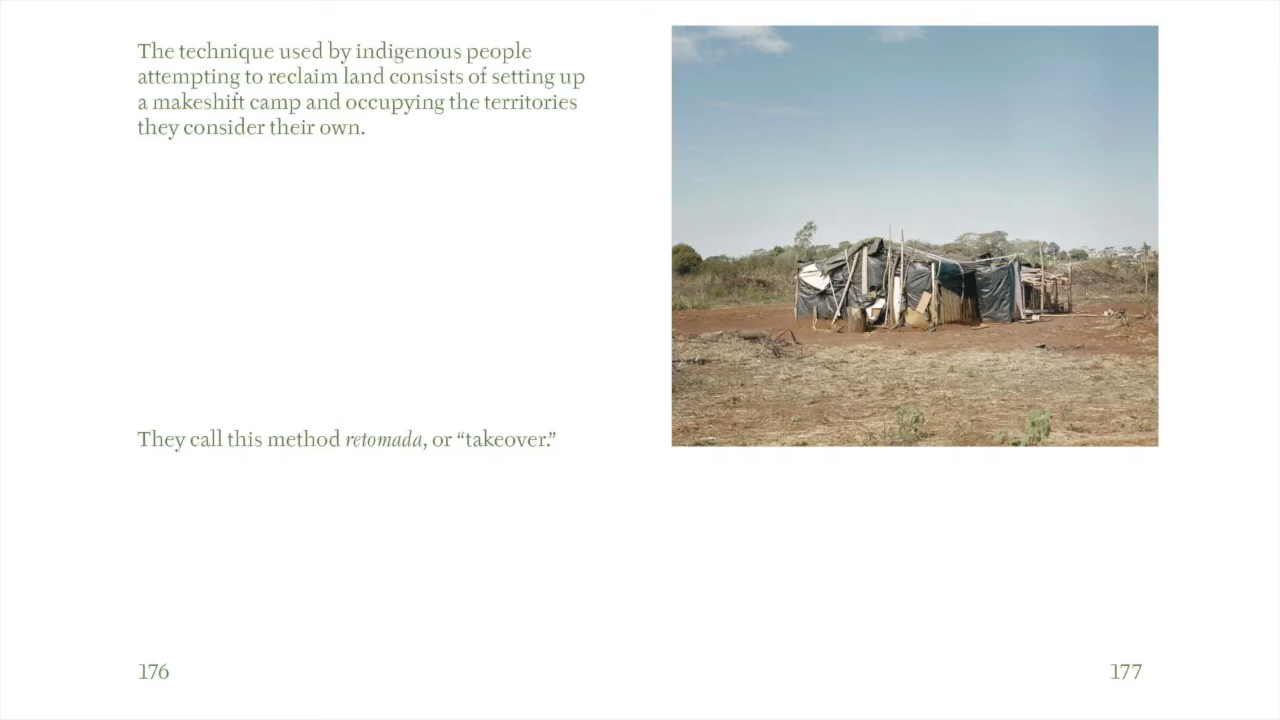 The technique used by indigenous people
attempting to reclaim land consists of setting up
a makeshift camp and occupying the territories
they consider their own.
They call this method retomada, or “takeover.”
176
177